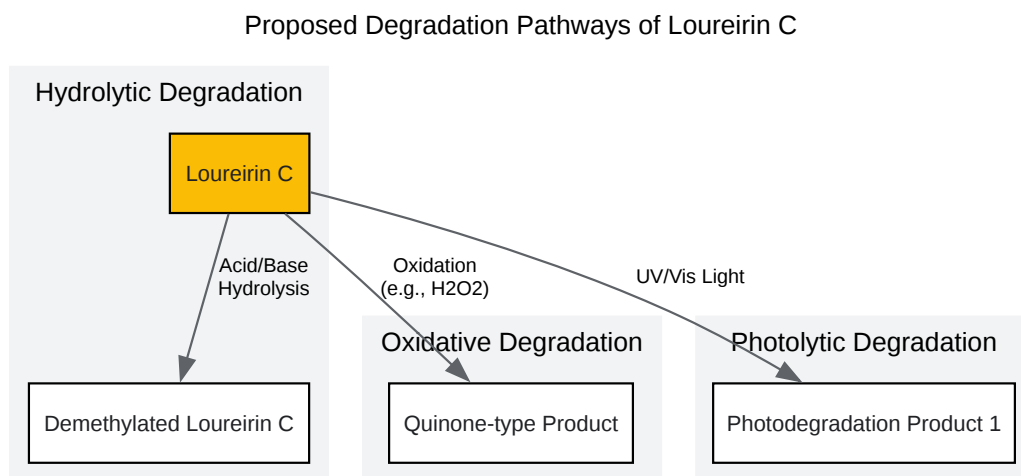 Proposed Degradation Pathways of Loureirin C
Hydrolytic Degradation
Loureirin C
Acid/Base
Hydrolysis
Oxidation
(e.g., H2O2)
UV/Vis Light
Oxidative Degradation
Photolytic Degradation
Demethylated Loureirin C
Quinone-type Product
Photodegradation Product 1